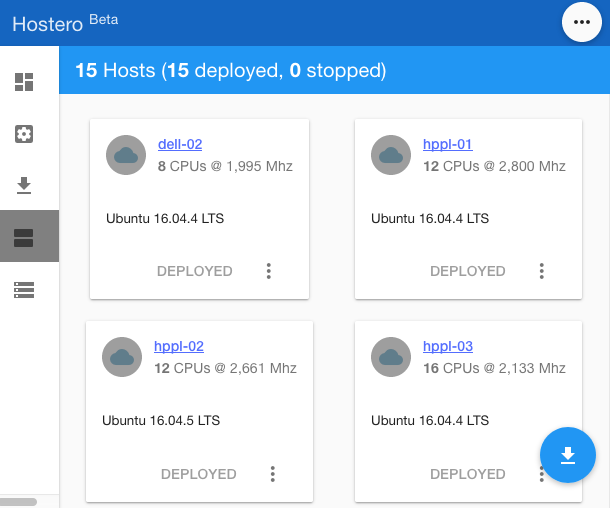 Hostero Beta
15 Hosts (15 deployed, 0 stopped)
dell-02
8 CPUs @ 1,995 Mhz
Ubuntu 16.04.4 LTS
DEPLOYED
hppl-01
12 CPUs @ 2,800 Mhz
Ubuntu 16.04.4 LTS
DEPLOYED
hppl-02
12 CPUs @ 2,661 Mhz
Ubuntu 16.04.5 LTS
DEPLOYED
hppl-03
16 CPUs @ 2,133 Mhz
Ubuntu 16.04.4 LTS
DEPLOYED